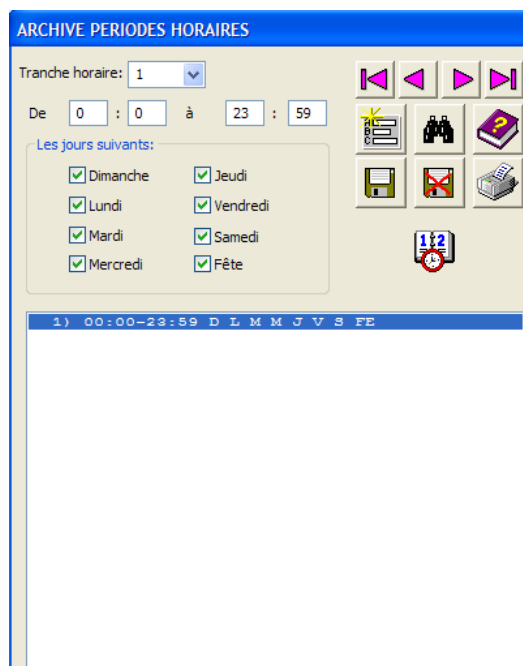 ARCHIVE PERIODES HORAIRES
Tranche horaire: 1
De 0 : 0 à 23 : 59
Les jours suivants:
Dimanche Jeudi
Lundi Vendredi
Mardi Samedi
Mercredi Fête
1) 00:00-23:59 D L M M J V S FE